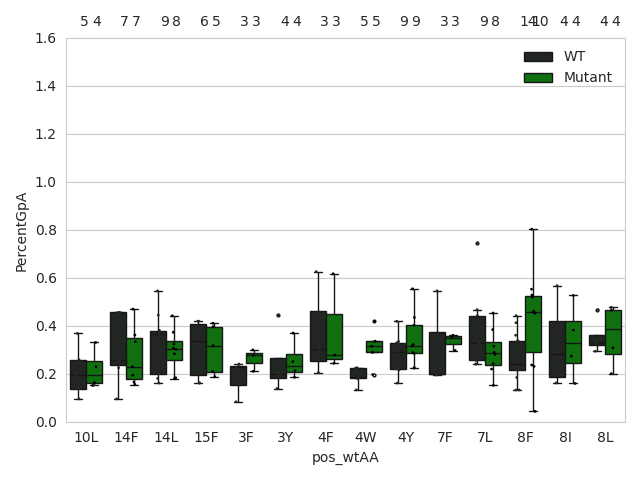 5 4 7 7 9 8 6 5 3 3 4 4 3 3 5 5 9 9 3 3 9 8 14 10 4 4 4 4
1.6
WT
Mutant
1.4
1.2
1.0
0.8
0.6
0.4
0.2
0.0
PercentGpA
10L 14F 14L 15F 3F 3Y 4F 4W 4Y 7F 7L 8F 8I 8L
pos_wtAA